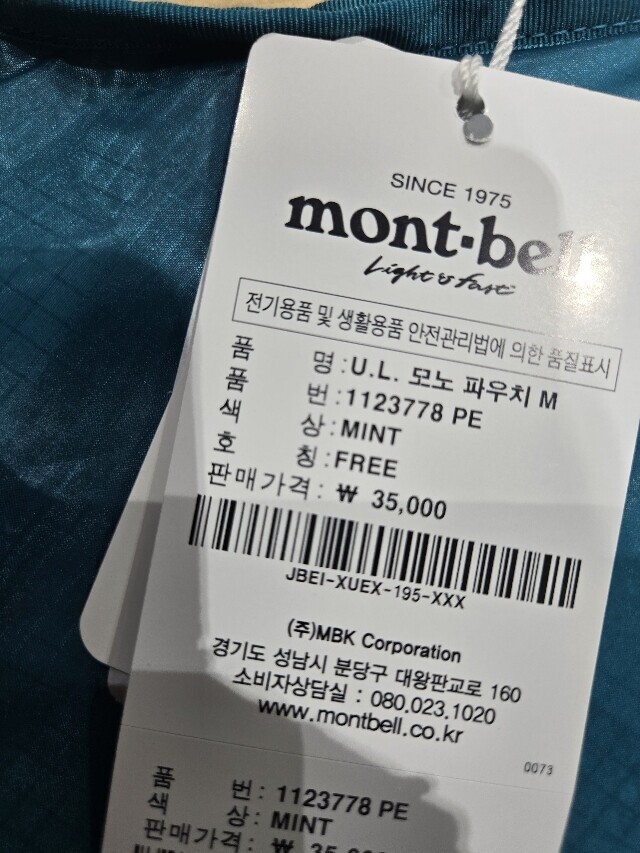 SINCE 1975
mont-bell
Light & Fast
전기용품 및 생활용품 안전관리법에 의한 품질표시
품 명 : U.L. 모노 파우치 M
품 번 : 1123778 PE
색 상 : MINT
호 칭 : FREE
판매가격 : ₩ 35,000
JBEI-XUEX-195-XXX
(주)MBK Corporation
경기도 성남시 분당구 대왕판교로 160
소비자상담실 : 080.023.1020
www.montbell.co.kr
0073
품 번 : 1123778 PE
색 상 : MINT
판매가격 : ₩